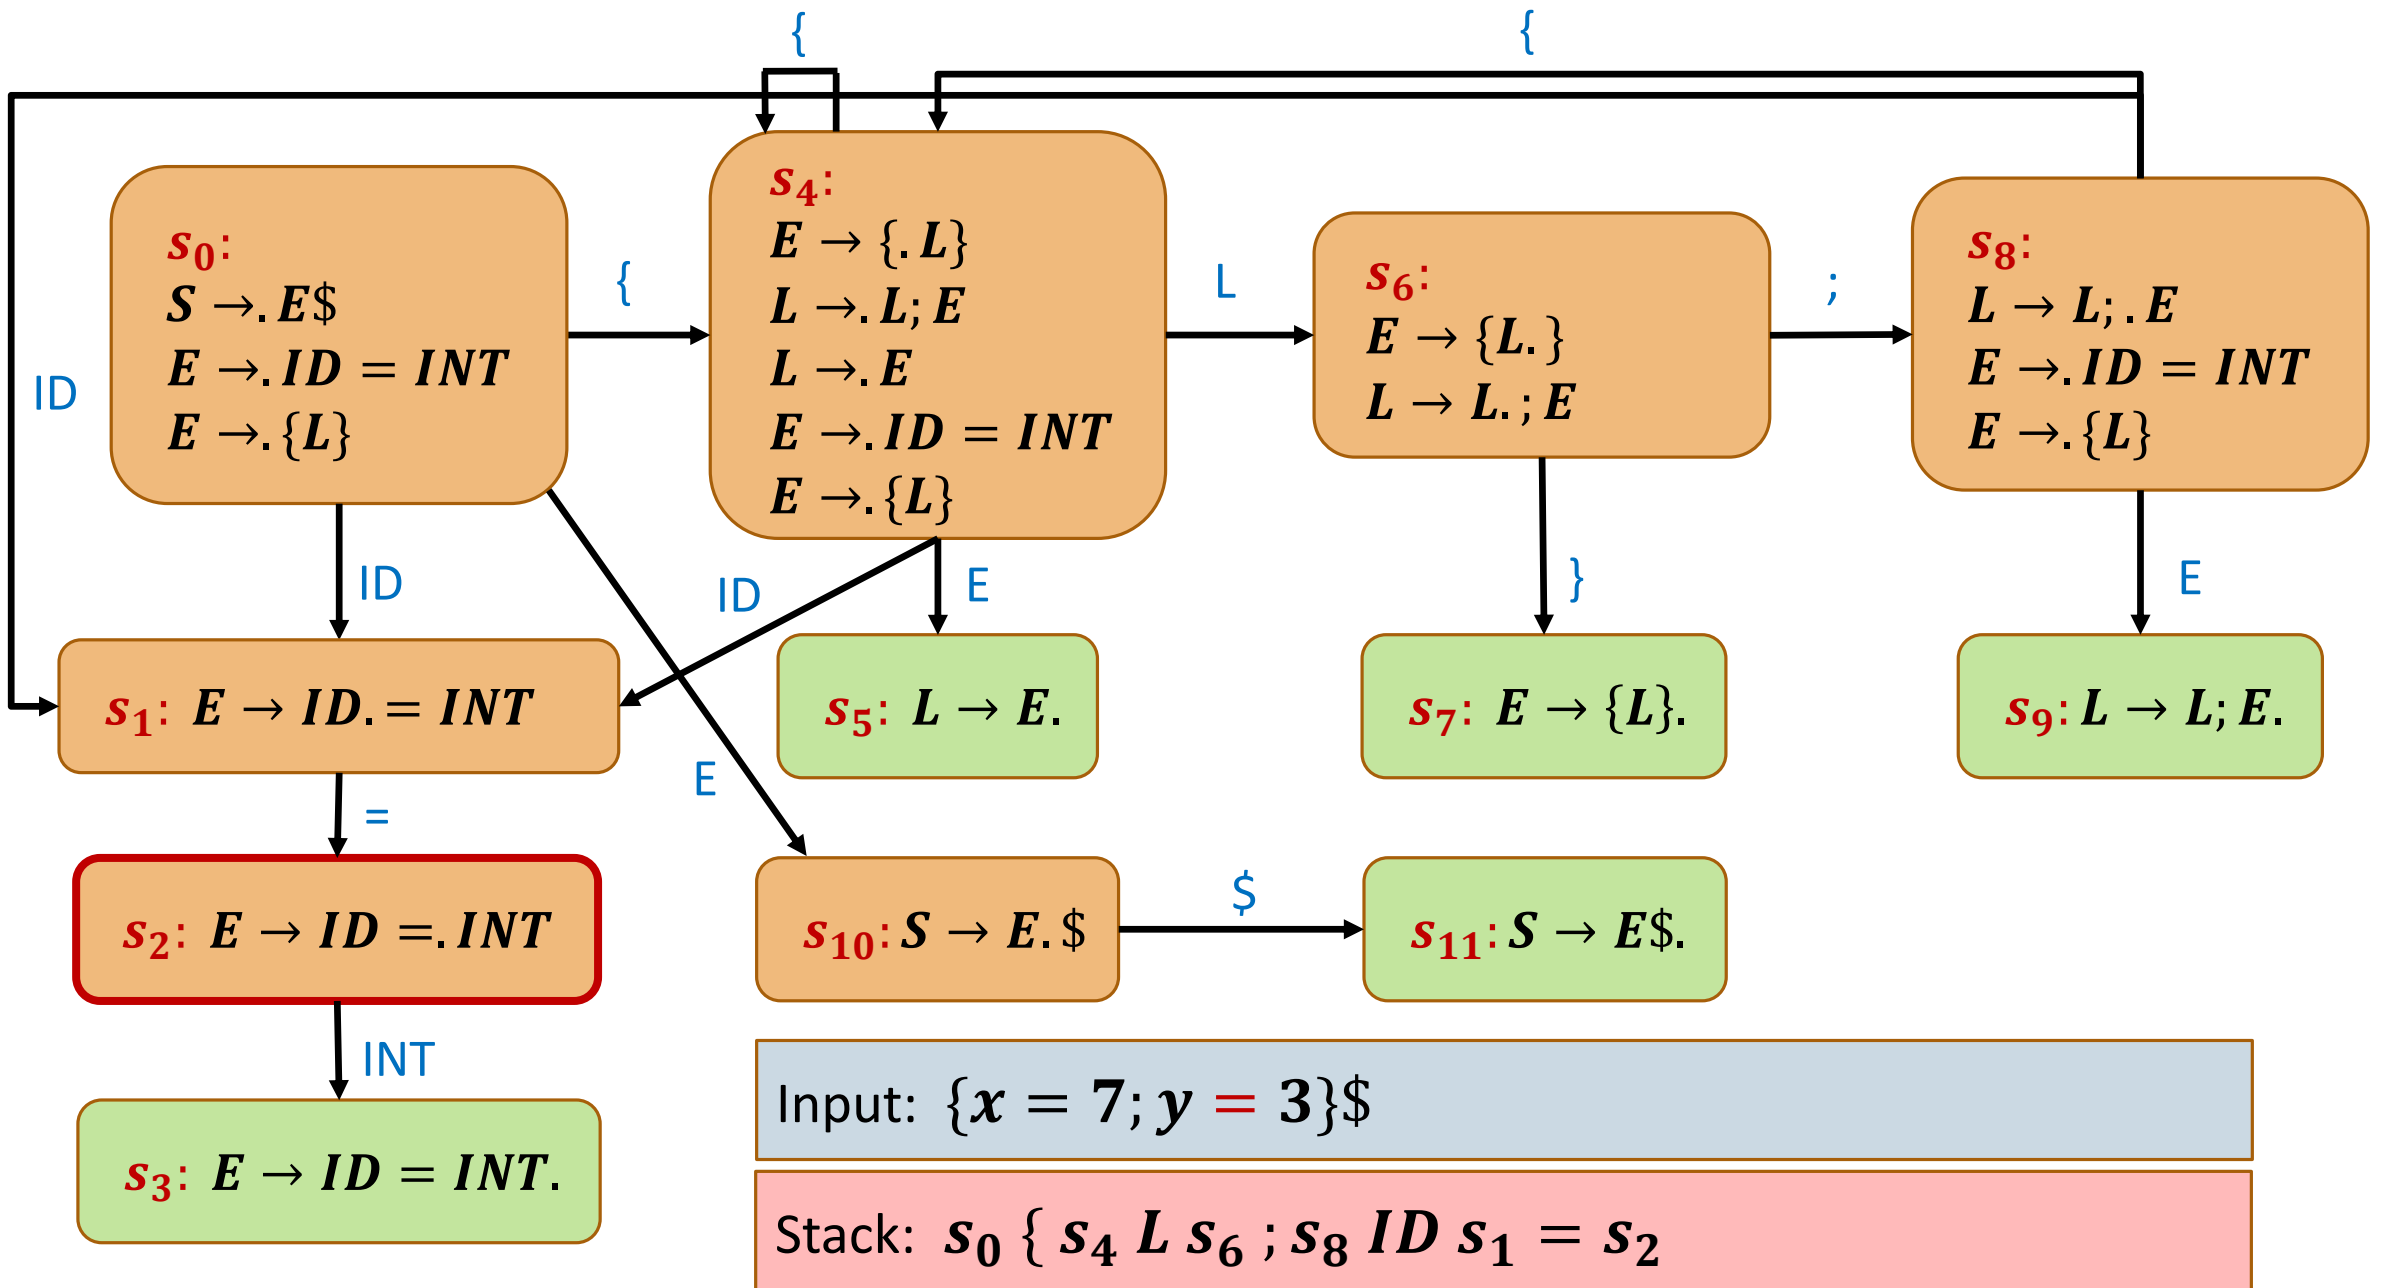 {
{
s₀:
S →. E$
E →. ID = INT
E →. {L}
{
s₄:
E → {. L}
L →. L; E
L →. E
E →. ID = INT
E →. {L}
L
s₆:
E → {L. }
L → L. ; E
;
s₈:
L → L; . E
E →. ID = INT
E →. {L}
ID
ID
ID
E
}
E
s₁: E → ID. = INT
s₅: L → E.
s₇: E → {L}.
s₉: L → L; E.
E
=
s₂: E → ID =. INT
s₁₀: S → E. $
$
s₁₁: S → E$.
INT
s₃: E → ID = INT.
Input: {x = 7; y = 3}$
Stack: s₀ { s₄ L s₆ ; s₈ ID s₁ = s₂